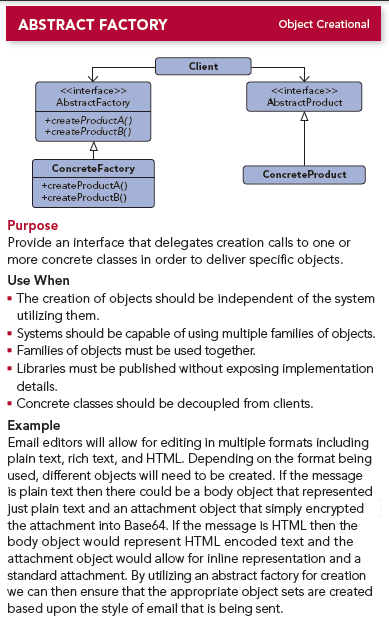 ABSTRACT FACTORY Object Creational
Client
<<interface>>
AbstractFactory
+createProductA()
+createProductB()
<<interface>>
AbstractProduct
ConcreteFactory
+createProductA()
+createProductB()
ConcreteProduct
Purpose
Provide an interface that delegates creation calls to one or
more concrete classes in order to deliver specific objects.
Use When
▪ The creation of objects should be independent of the system
utilizing them.
▪ Systems should be capable of using multiple families of objects.
▪ Families of objects must be used together.
▪ Libraries must be published without exposing implementation
details.
▪ Concrete classes should be decoupled from clients.
Example
Email editors will allow for editing in multiple formats including
plain text, rich text, and HTML. Depending on the format being
used, different objects will need to be created. If the message
is plain text then there could be a body object that represented
just plain text and an attachment object that simply encrypted
the attachment into Base64. If the message is HTML then the
body object would represent HTML encoded text and the
attachment object would allow for inline representation and a
standard attachment. By utilizing an abstract factory for creation
we can then ensure that the appropriate object sets are created
based upon the style of email that is being sent.